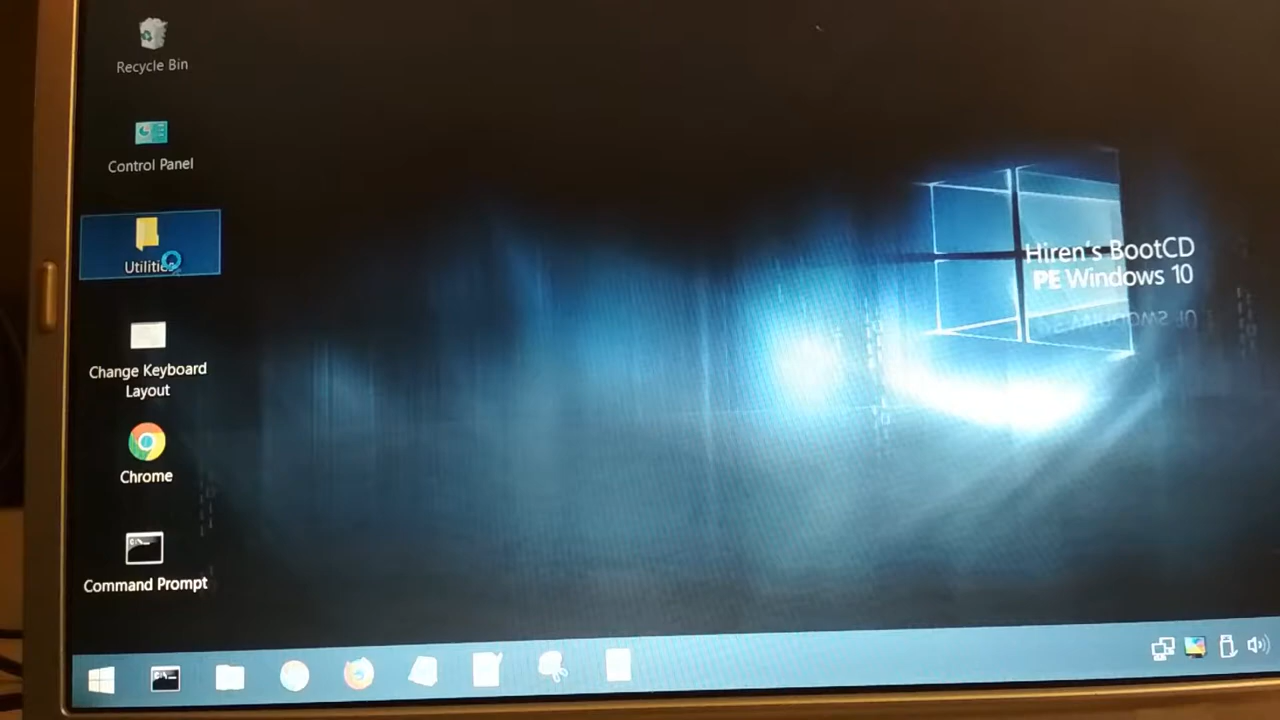 Recycle Bin
Control Panel
Utilities
Change Keyboard
Layout
Chrome
Command Prompt
Hiren's BootCD
PE Windows 10